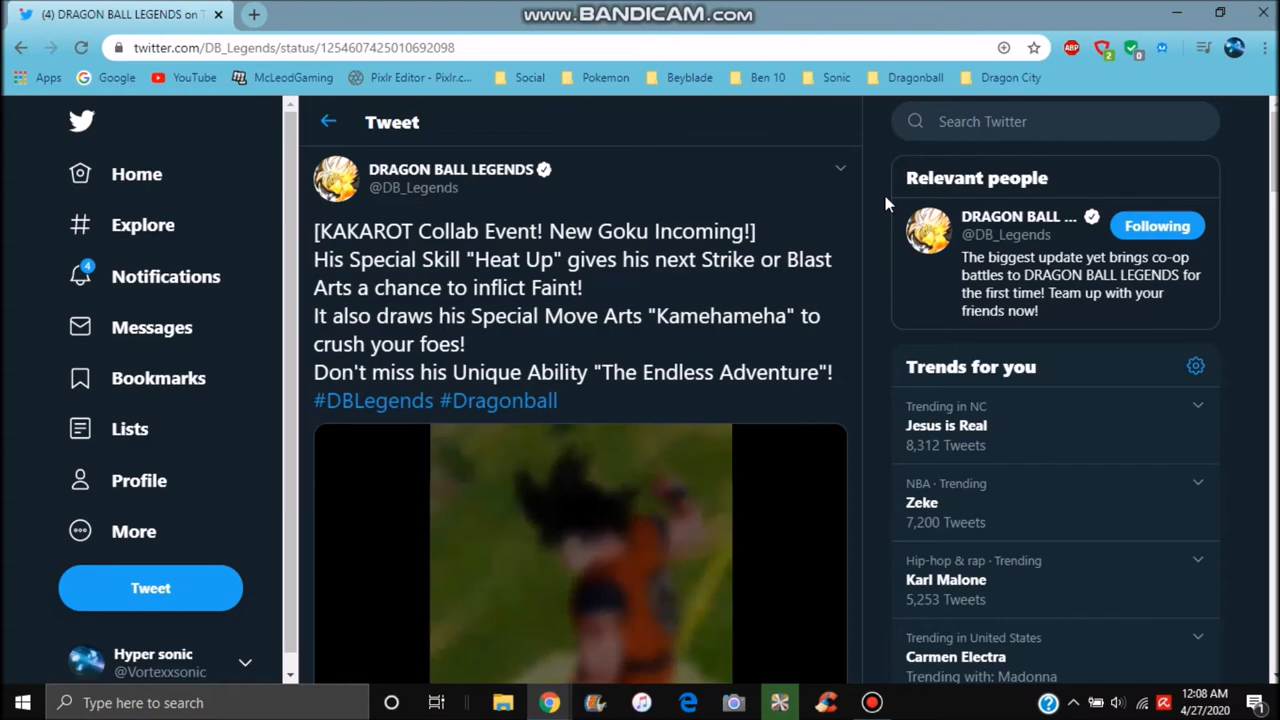 (4) DRAGON BALL LEGENDS on T
www.BANDICAM.com
twitter.com/DB_Legends/status/1254607425010692098
ABP
2
0
Apps
Google
YouTube
McLeodGaming
Pixlr Editor - Pixlr.c...
Social
Pokemon
Beyblade
Ben 10
Sonic
Dragonball
Dragon City
Home
Explore
4
Notifications
Messages
Bookmarks
Lists
Profile
More
Tweet
Hyper sonic
@Vortexxsonic
Tweet
DRAGON BALL LEGENDS
@DB_Legends
[KAKAROT Collab Event! New Goku Incoming!]
His Special Skill "Heat Up" gives his next Strike or Blast
Arts a chance to inflict Faint!
It also draws his Special Move Arts "Kamehameha" to
crush your foes!
Don't miss his Unique Ability "The Endless Adventure"!
#DBLegends #Dragonball
Search Twitter
Relevant people
DRAGON BALL ...
@DB_Legends
Following
The biggest update yet brings co-op
battles to DRAGON BALL LEGENDS for
the first time! Team up with your
friends now!
Trends for you
Trending in NC
Jesus is Real
8,312 Tweets
NBA · Trending
Zeke
7,200 Tweets
Hip-hop & rap · Trending
Karl Malone
5,253 Tweets
Trending in United States
Carmen Electra
Trending with: Madonna
Type here to search
12:08 AM
4/27/2020
1